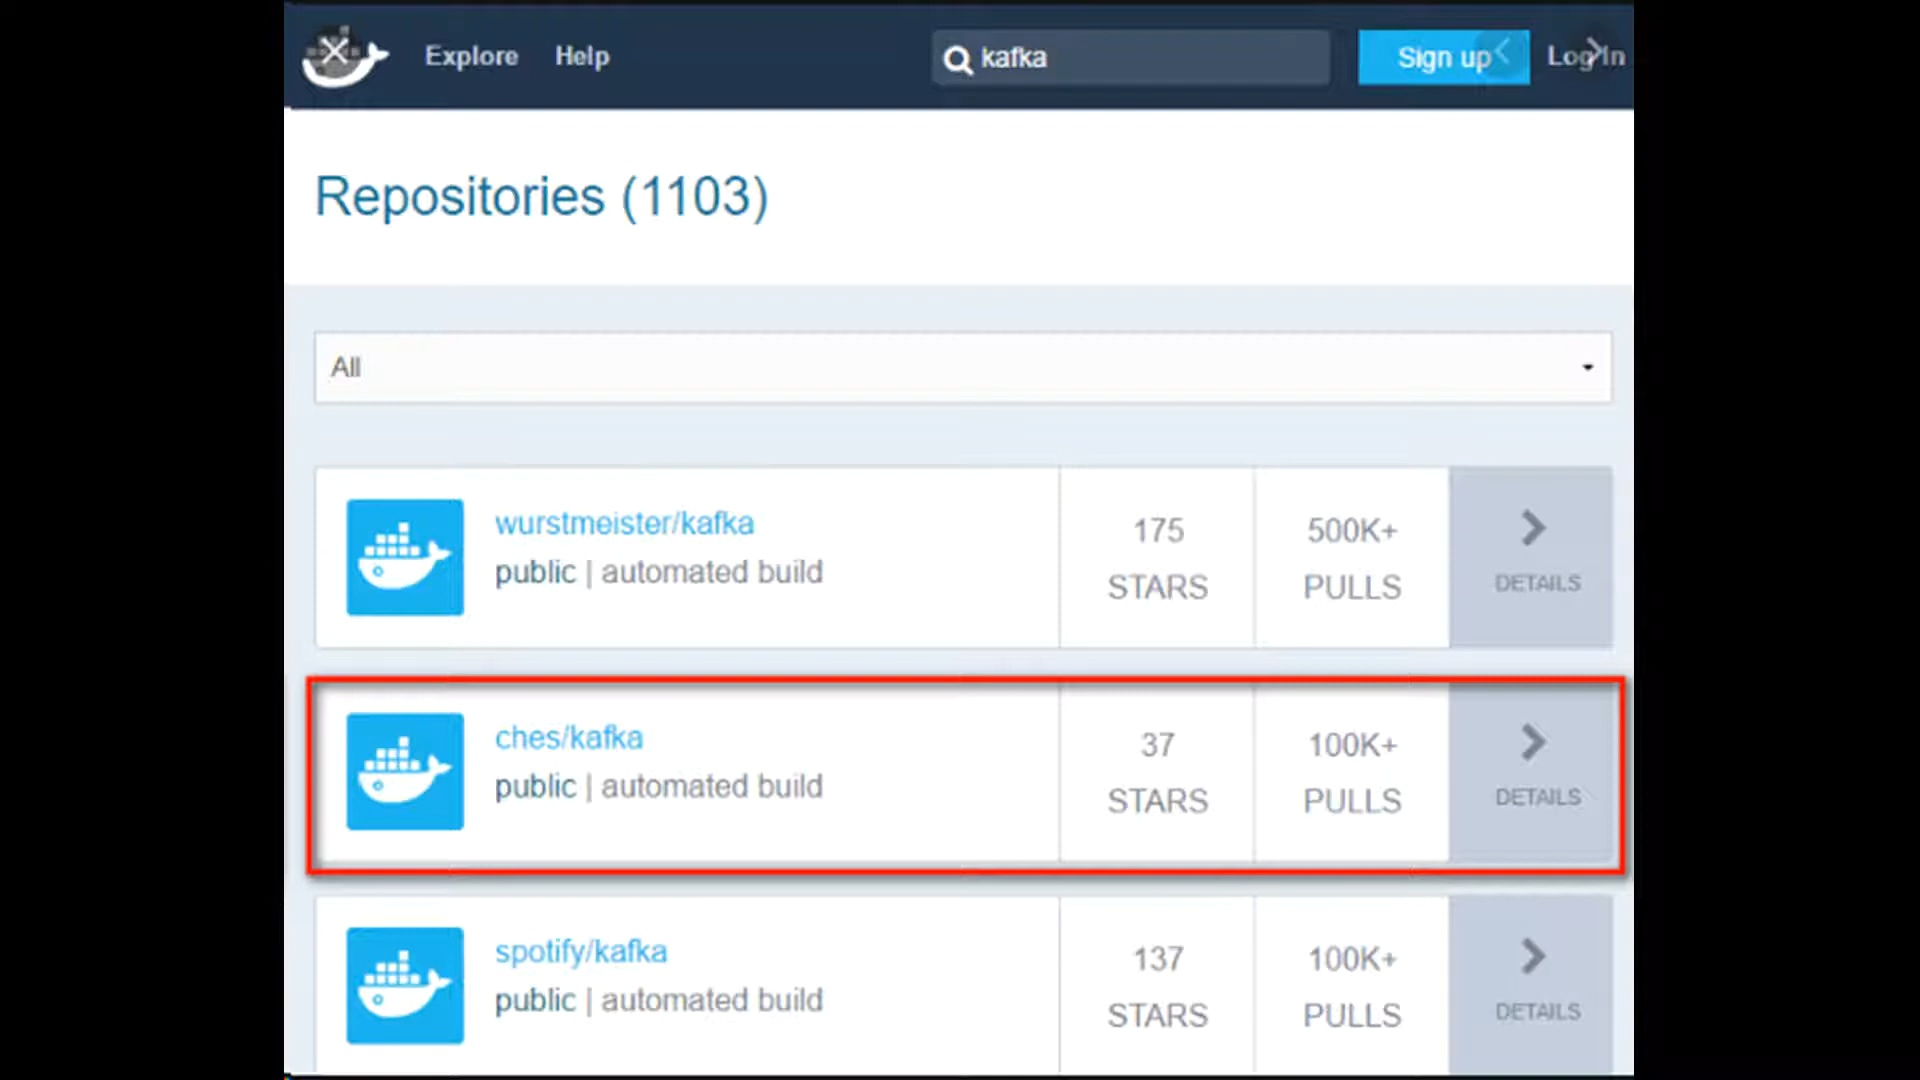 Explore Help kafka Sign up Log In
Repositories (1103)
All
wurstmeister/kafka
public | automated build
175
STARS
500K+
PULLS
DETAILS
ches/kafka
public | automated build
37
STARS
100K+
PULLS
DETAILS
spotify/kafka
public | automated build
137
STARS
100K+
PULLS
DETAILS